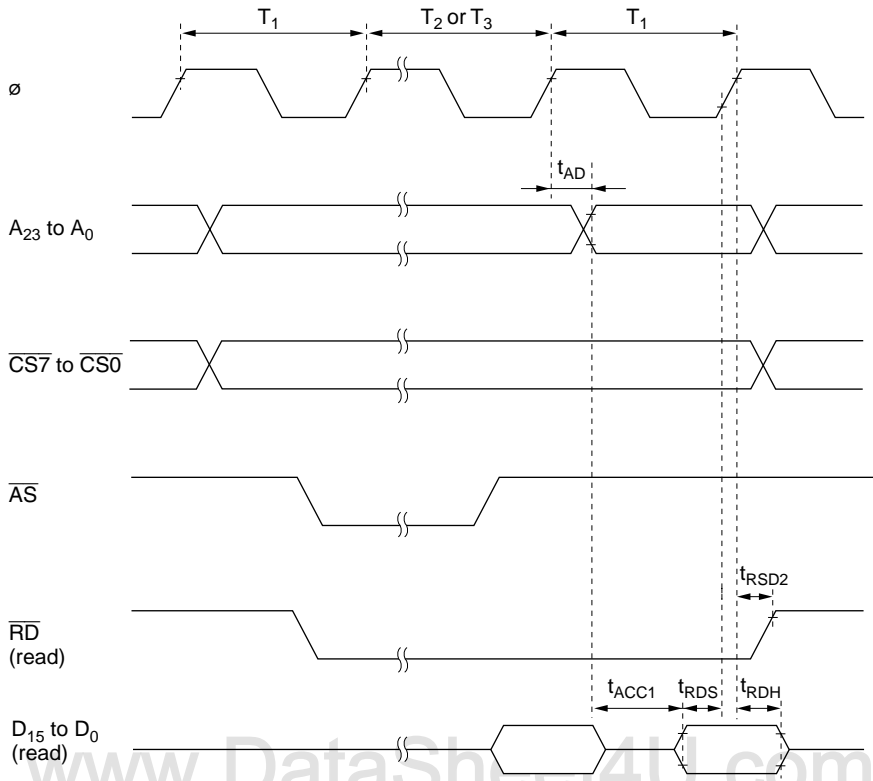 T1 T2 or T3 T1
ø
tAD
A23 to A0
CS7 to CS0
AS
tRSD2
RD
(read)
tACC1 tRDS tRDH
D15 to D0
(read)
www.DataSheet4U.com